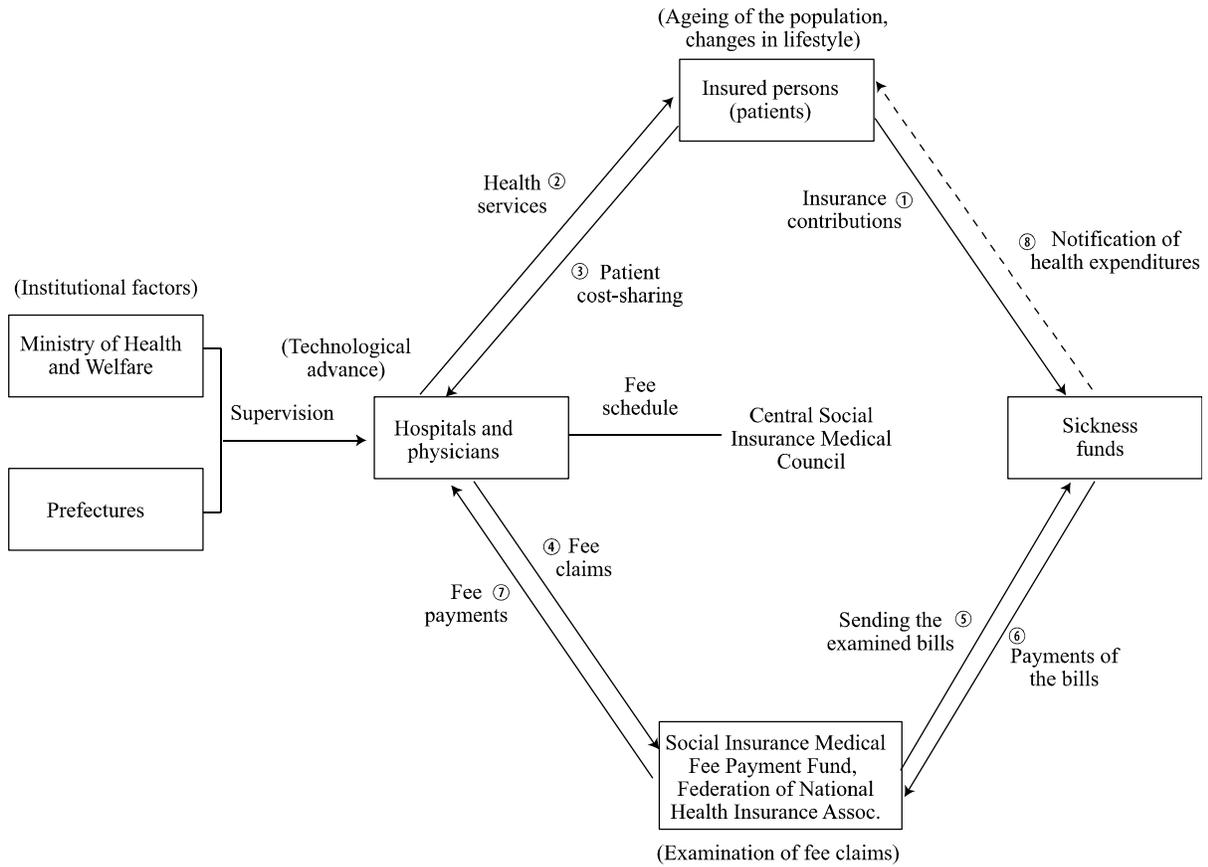 (Ageing of the population,
changes in lifestyle)
Insured persons
(patients)
Health ②
services
Insurance ①
contributions
⑧ Notification of
health expenditures
③ Patient
cost-sharing
(Institutional factors)
Ministry of Health
and Welfare
(Technological
advance)
Supervision
Prefectures
Hospitals and
physicians
Fee
schedule
Central Social
Insurance Medical
Council
Sickness
funds
④ Fee
claims
Fee ⑦
payments
Sending the ⑤
examined bills
⑥
Payments of
the bills
Social Insurance Medical
Fee Payment Fund,
Federation of National
Health Insurance Assoc.
(Examination of fee claims)